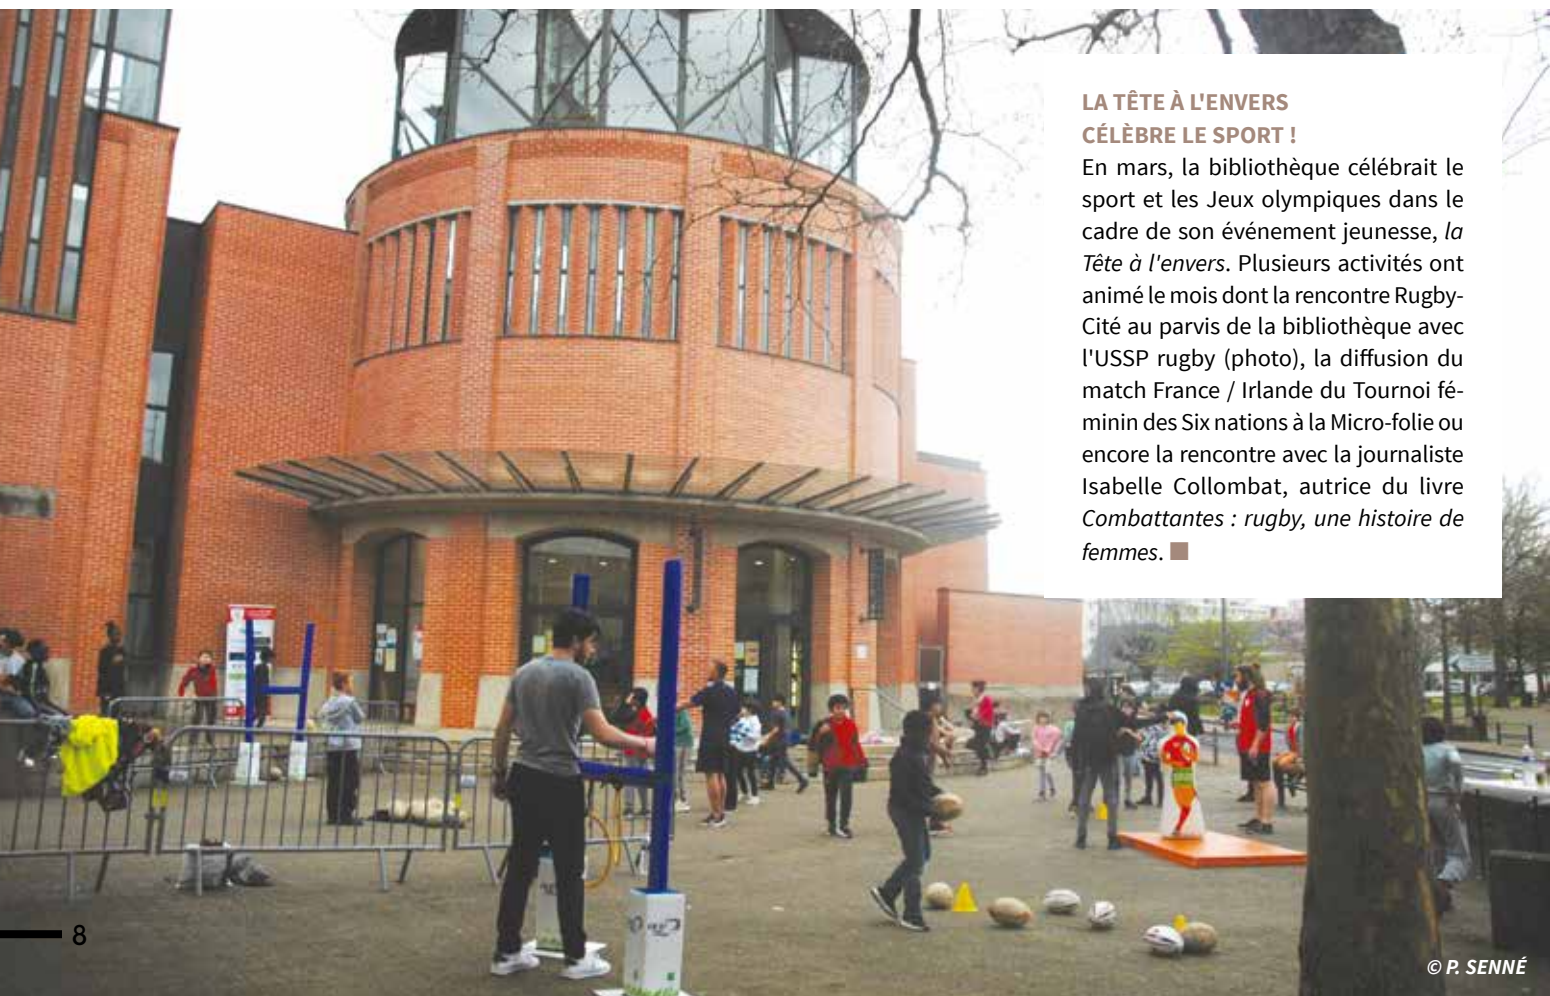 LA TÊTE À L'ENVERS
CÉLÈBRE LE SPORT !
En mars, la bibliothèque célébrait le
sport et les Jeux olympiques dans le
cadre de son événement jeunesse, la
Tête à l'envers. Plusieurs activités ont
animé le mois dont la rencontre Rugby-
Cité au parvis de la bibliothèque avec
l'USSP rugby (photo), la diffusion du
match France / Irlande du Tournoi fé-
minin des Six nations à la Micro-folie ou
encore la rencontre avec la journaliste
Isabelle Collombat, autrice du livre
Combattantes : rugby, une histoire de
femmes.
8
© P. SENNÉ